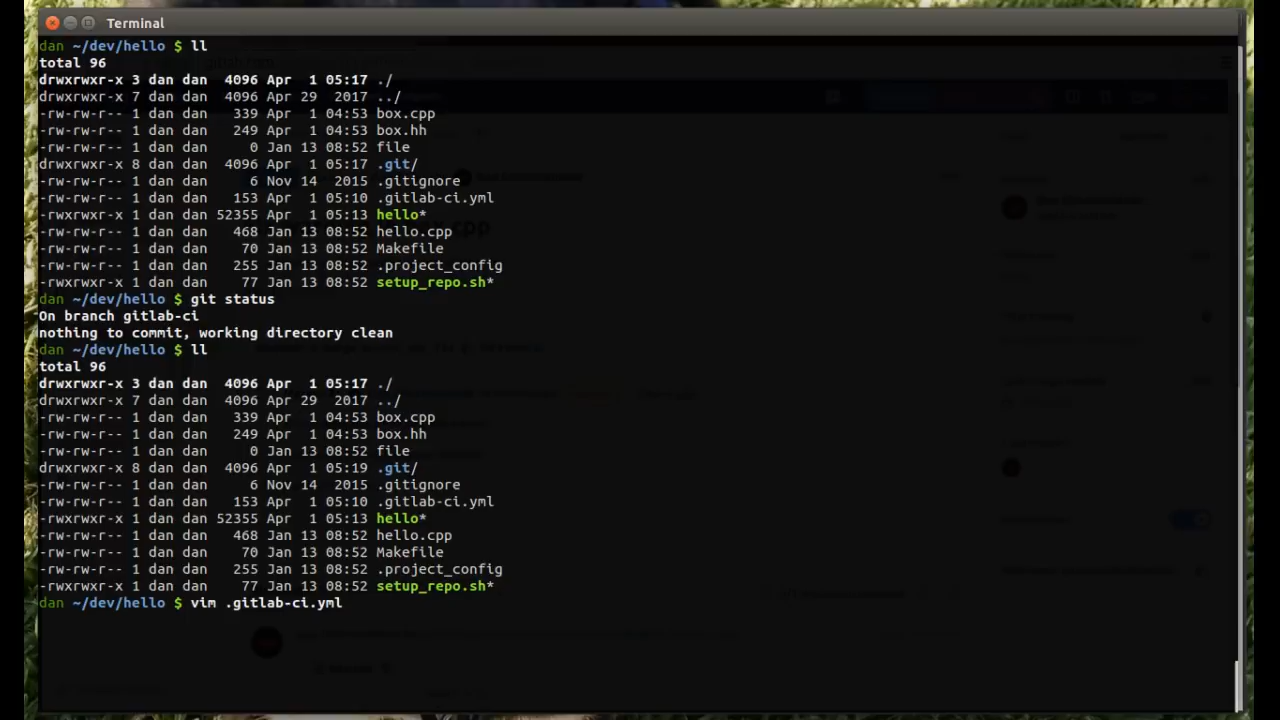 Terminal
dan ~/dev/hello $ ll
total 96
drwxrwxr-x 3 dan dan  4096 Apr  1 05:17 ./
drwxrwxr-x 7 dan dan  4096 Apr 29  2017 ../
-rw-rw-r-- 1 dan dan   339 Apr  1 04:53 box.cpp
-rw-rw-r-- 1 dan dan   249 Apr  1 04:53 box.hh
-rw-rw-r-- 1 dan dan     0 Jan 13 08:52 file
drwxrwxr-x 8 dan dan  4096 Apr  1 05:17 .git/
-rw-rw-r-- 1 dan dan     6 Nov 14  2015 .gitignore
-rw-rw-r-- 1 dan dan   153 Apr  1 05:10 .gitlab-ci.yml
-rwxrwxr-x 1 dan dan 52355 Apr  1 05:13 hello*
-rw-rw-r-- 1 dan dan   468 Jan 13 08:52 hello.cpp
-rw-rw-r-- 1 dan dan    70 Jan 13 08:52 Makefile
-rw-rw-r-- 1 dan dan   255 Jan 13 08:52 .project_config
-rwxrwxr-x 1 dan dan    77 Jan 13 08:52 setup_repo.sh*
dan ~/dev/hello $ git status
On branch gitlab-ci
nothing to commit, working directory clean
dan ~/dev/hello $ ll
total 96
drwxrwxr-x 3 dan dan  4096 Apr  1 05:17 ./
drwxrwxr-x 7 dan dan  4096 Apr 29  2017 ../
-rw-rw-r-- 1 dan dan   339 Apr  1 04:53 box.cpp
-rw-rw-r-- 1 dan dan   249 Apr  1 04:53 box.hh
-rw-rw-r-- 1 dan dan     0 Jan 13 08:52 file
drwxrwxr-x 8 dan dan  4096 Apr  1 05:19 .git/
-rw-rw-r-- 1 dan dan     6 Nov 14  2015 .gitignore
-rw-rw-r-- 1 dan dan   153 Apr  1 05:10 .gitlab-ci.yml
-rwxrwxr-x 1 dan dan 52355 Apr  1 05:13 hello*
-rw-rw-r-- 1 dan dan   468 Jan 13 08:52 hello.cpp
-rw-rw-r-- 1 dan dan    70 Jan 13 08:52 Makefile
-rw-rw-r-- 1 dan dan   255 Jan 13 08:52 .project_config
-rwxrwxr-x 1 dan dan    77 Jan 13 08:52 setup_repo.sh*
dan ~/dev/hello $ vim .gitlab-ci.yml